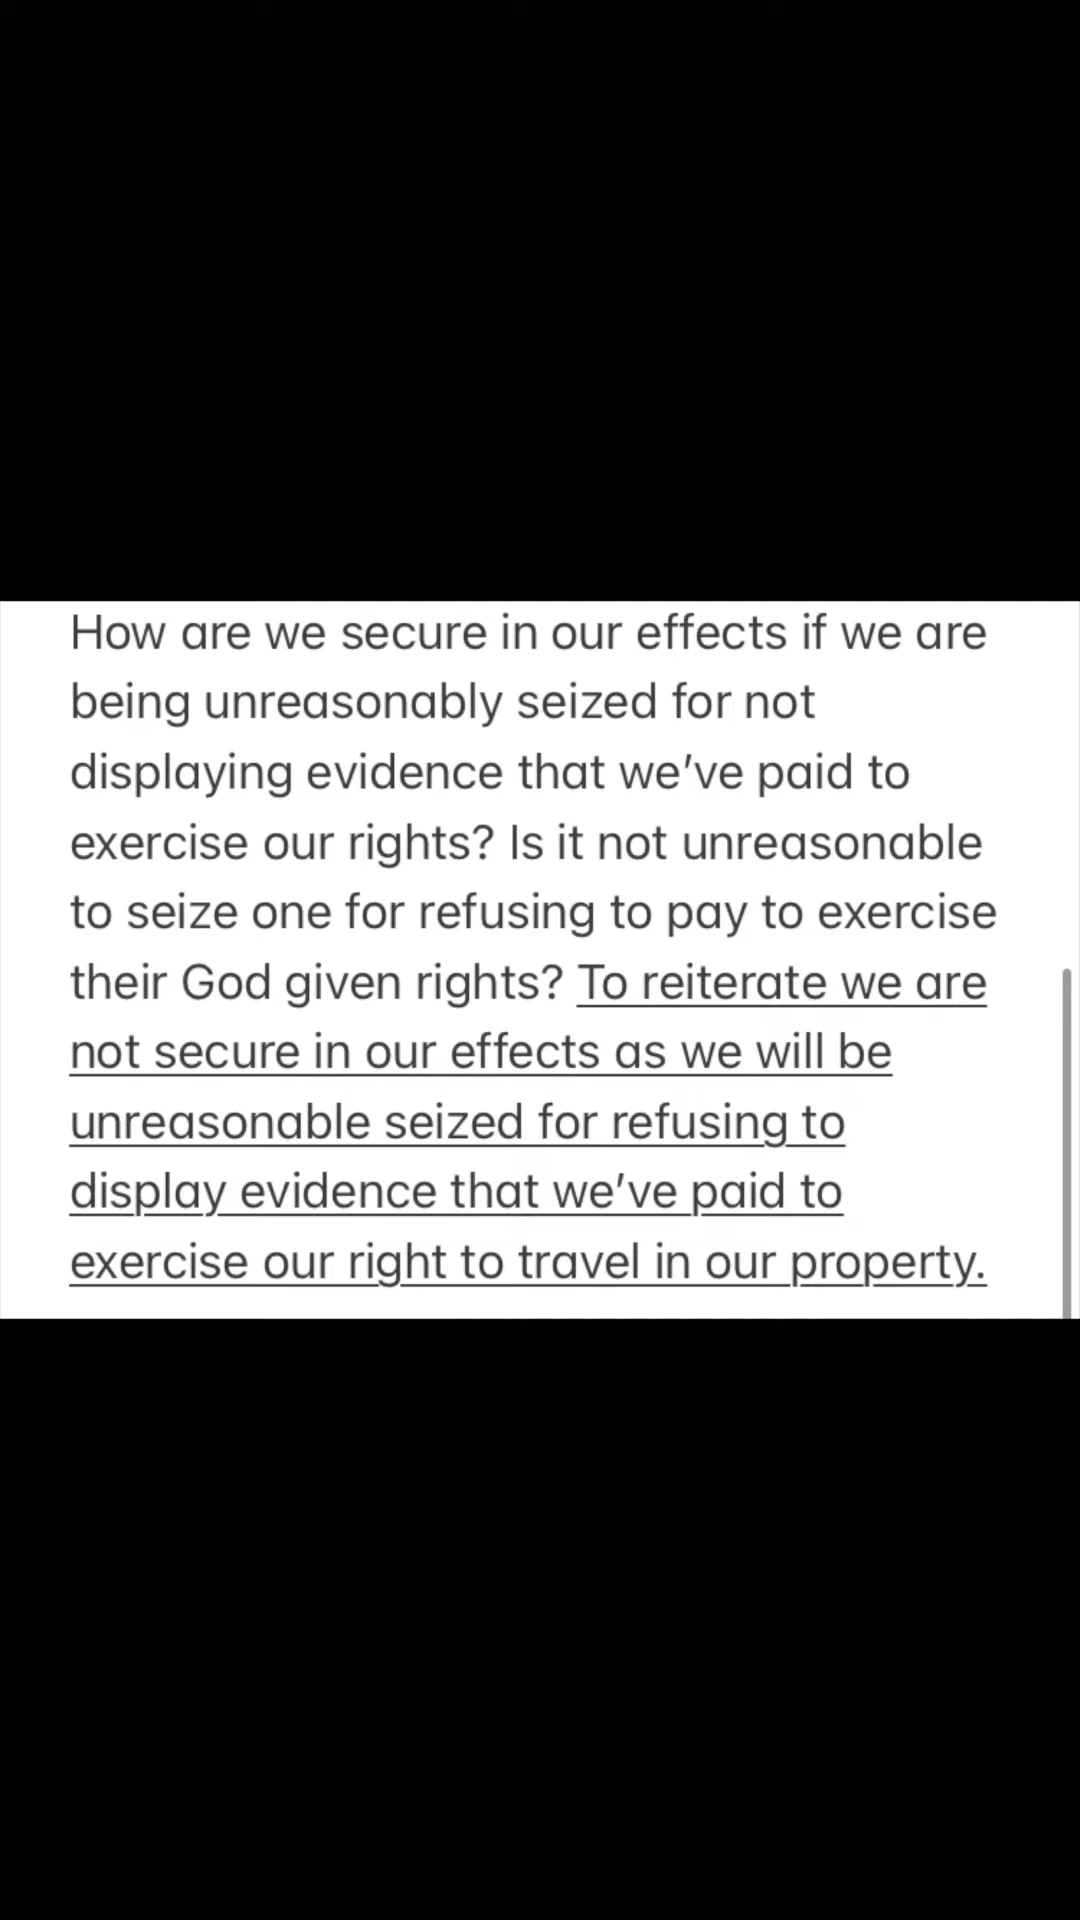 How are we secure in our effects if we are
being unreasonably seized for not
displaying evidence that we’ve paid to
exercise our rights? Is it not unreasonable
to seize one for refusing to pay to exercise
their God given rights? To reiterate we are
not secure in our effects as we will be
unreasonable seized for refusing to
display evidence that we’ve paid to
exercise our right to travel in our property.